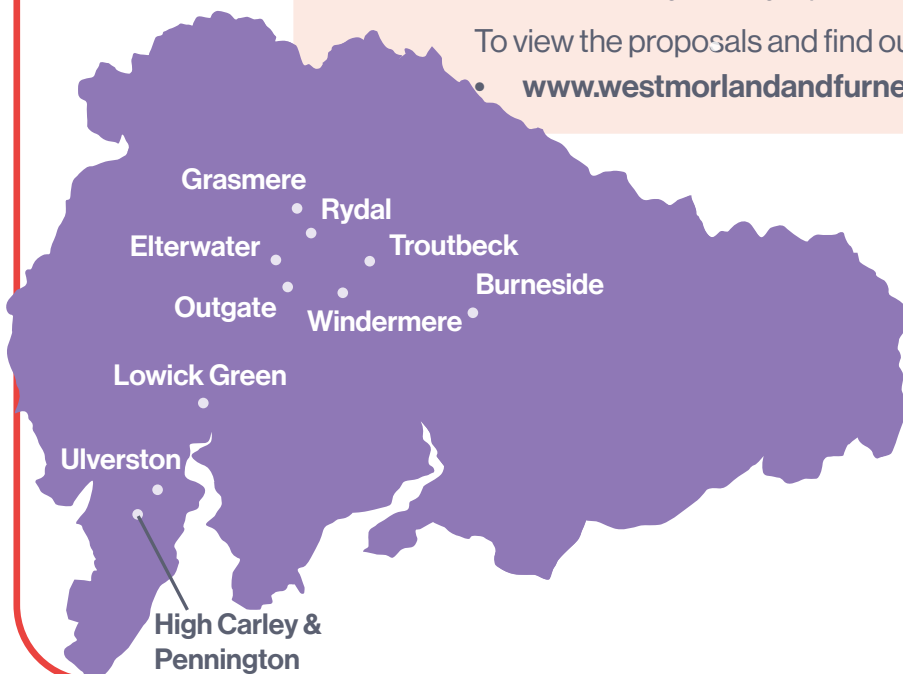 To view the proposals and find ou
• www.westmorlandandfurne
Grasmere
Rydal
Elterwater
Troutbeck
Burneside
Outgate
Windermere
Lowick Green
Ulverston
High Carley &
Pennington